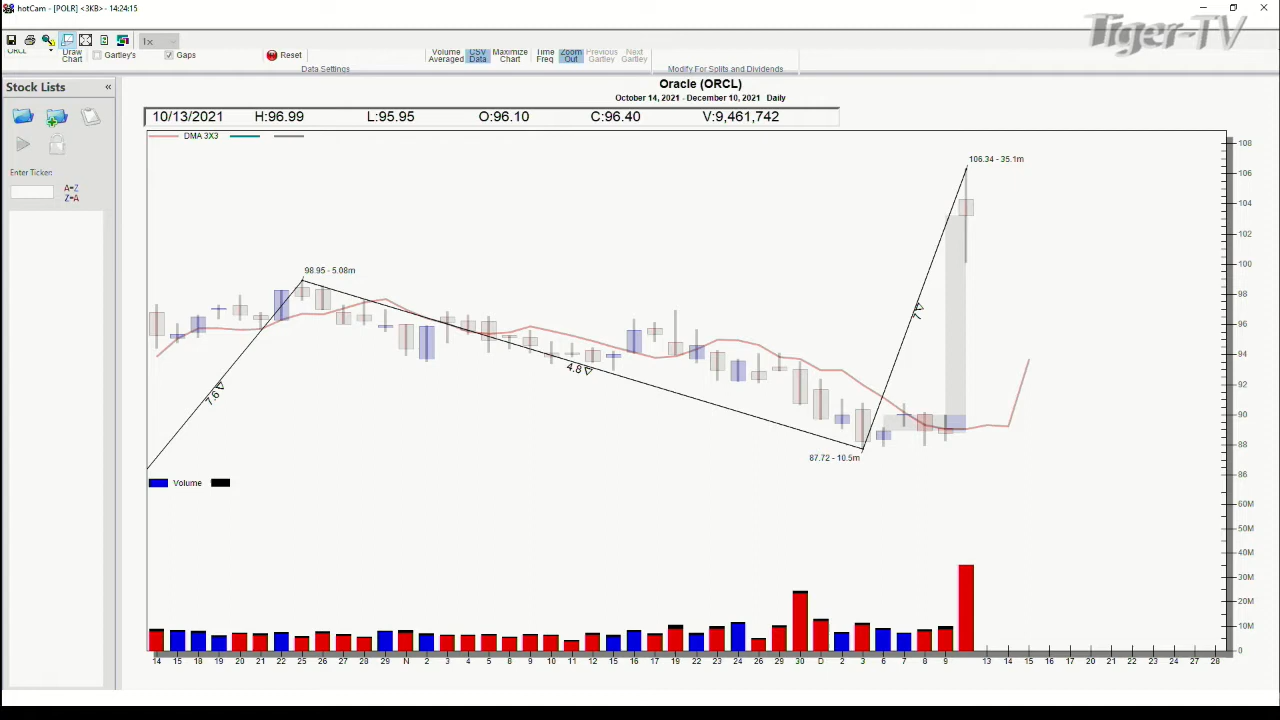 hotCam - [POLR] <3KB> - 14:24:15
Tiger-TV
1x
ORCL
Draw Chart
Gartley's
Gaps
Reset
Volume Averaged
CSV Data
Maximize Chart
Time Freq
Zoom Out
Previous Gartley
Next Gartley
Data Settings
Modify For Splits and Dividends
Stock Lists «
Enter Ticker:
A=Z
Z=A
Oracle (ORCL)
October 14, 2021 - December 10, 2021 Daily
10/13/2021 H:96.99 L:95.95 O:96.10 C:96.40 V:9,461,742
DMA 3X3
106.34 - 35.1m
98.95 - 5.08m
7.6
4.8
7
87.72 - 10.5m
108
106
104
102
100
98
96
94
92
90
88
86
Volume
60M
50M
40M
30M
20M
10M
0
14 15 18 19 20 21 22 25 26 27 28 29 N 2 3 4 5 8 9 10 11 12 15 16 17 18 19 22 23 24 26 29 30 D 2 3 6 7 8 9 13 14 15 16 17 20 21 22 23 27 28